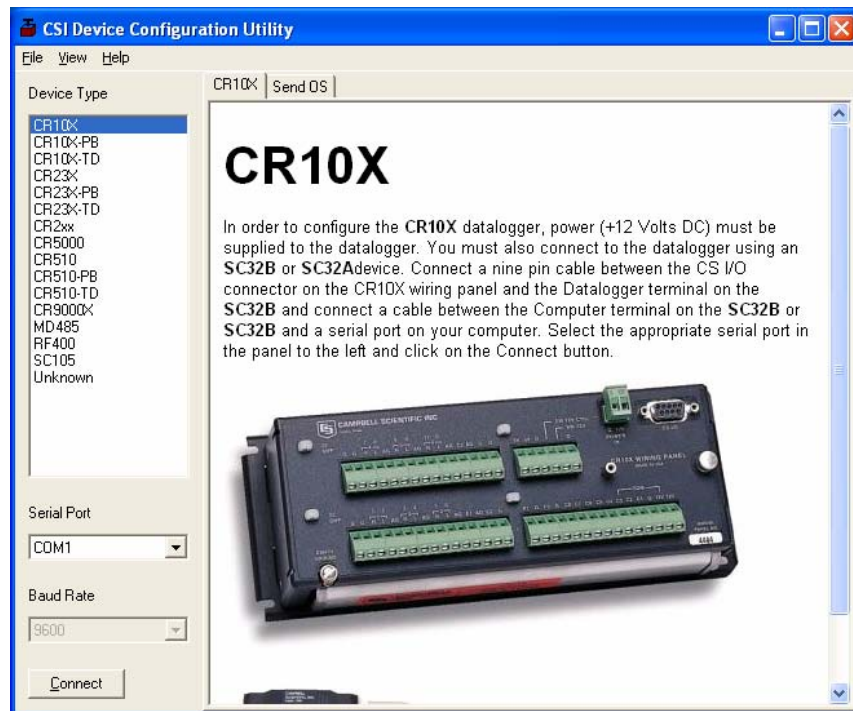 CSI Device Configuration Utility
File View Help
Device Type
CR10X
CR10X-PB
CR10X-TD
CR23X
CR23X-PB
CR23X-TD
CR2xx
CR5000
CR510
CR510-PB
CR510-TD
CR9000X
MD485
RF400
SC105
Unknown
Serial Port
COM1
Baud Rate
9600
Connect
CR10X Send OS
CR10X
In order to configure the CR10X datalogger, power (+12 Volts DC) must be
supplied to the datalogger. You must also connect to the datalogger using an
SC32B or SC32Adevice. Connect a nine pin cable between the CS I/O
connector on the CR10X wiring panel and the Datalogger terminal on the
SC32B and connect a cable between the Computer terminal on the SC32B or
SC32B and a serial port on your computer. Select the appropriate serial port in
the panel to the left and click on the Connect button.
CAMPBELL SCIENTIFIC INC
CR10X WIRING PANEL